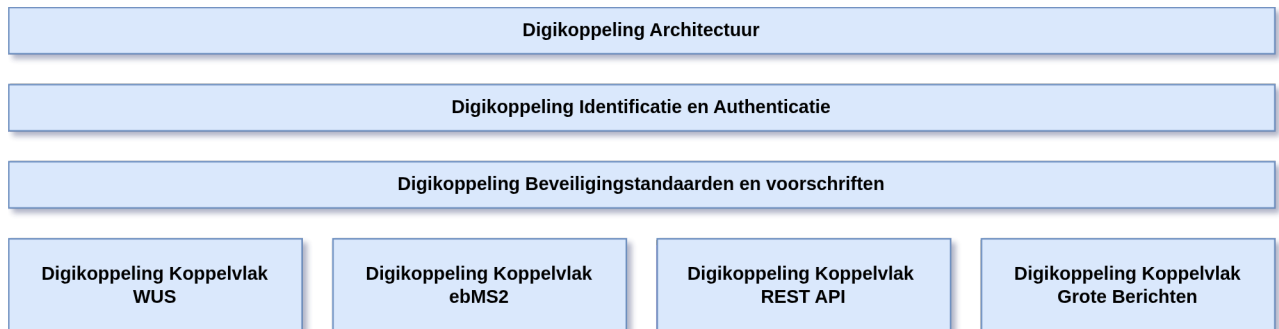 Digikoppeling Architectuur
Digikoppeling Identificatie en Authenticatie
Digikoppeling Beveiligingstandaarden en voorschriften
Digikoppeling Koppelvlak
WUS
Digikoppeling Koppelvlak
ebMS2
Digikoppeling Koppelvlak
REST API
Digikoppeling Koppelvlak
Grote Berichten